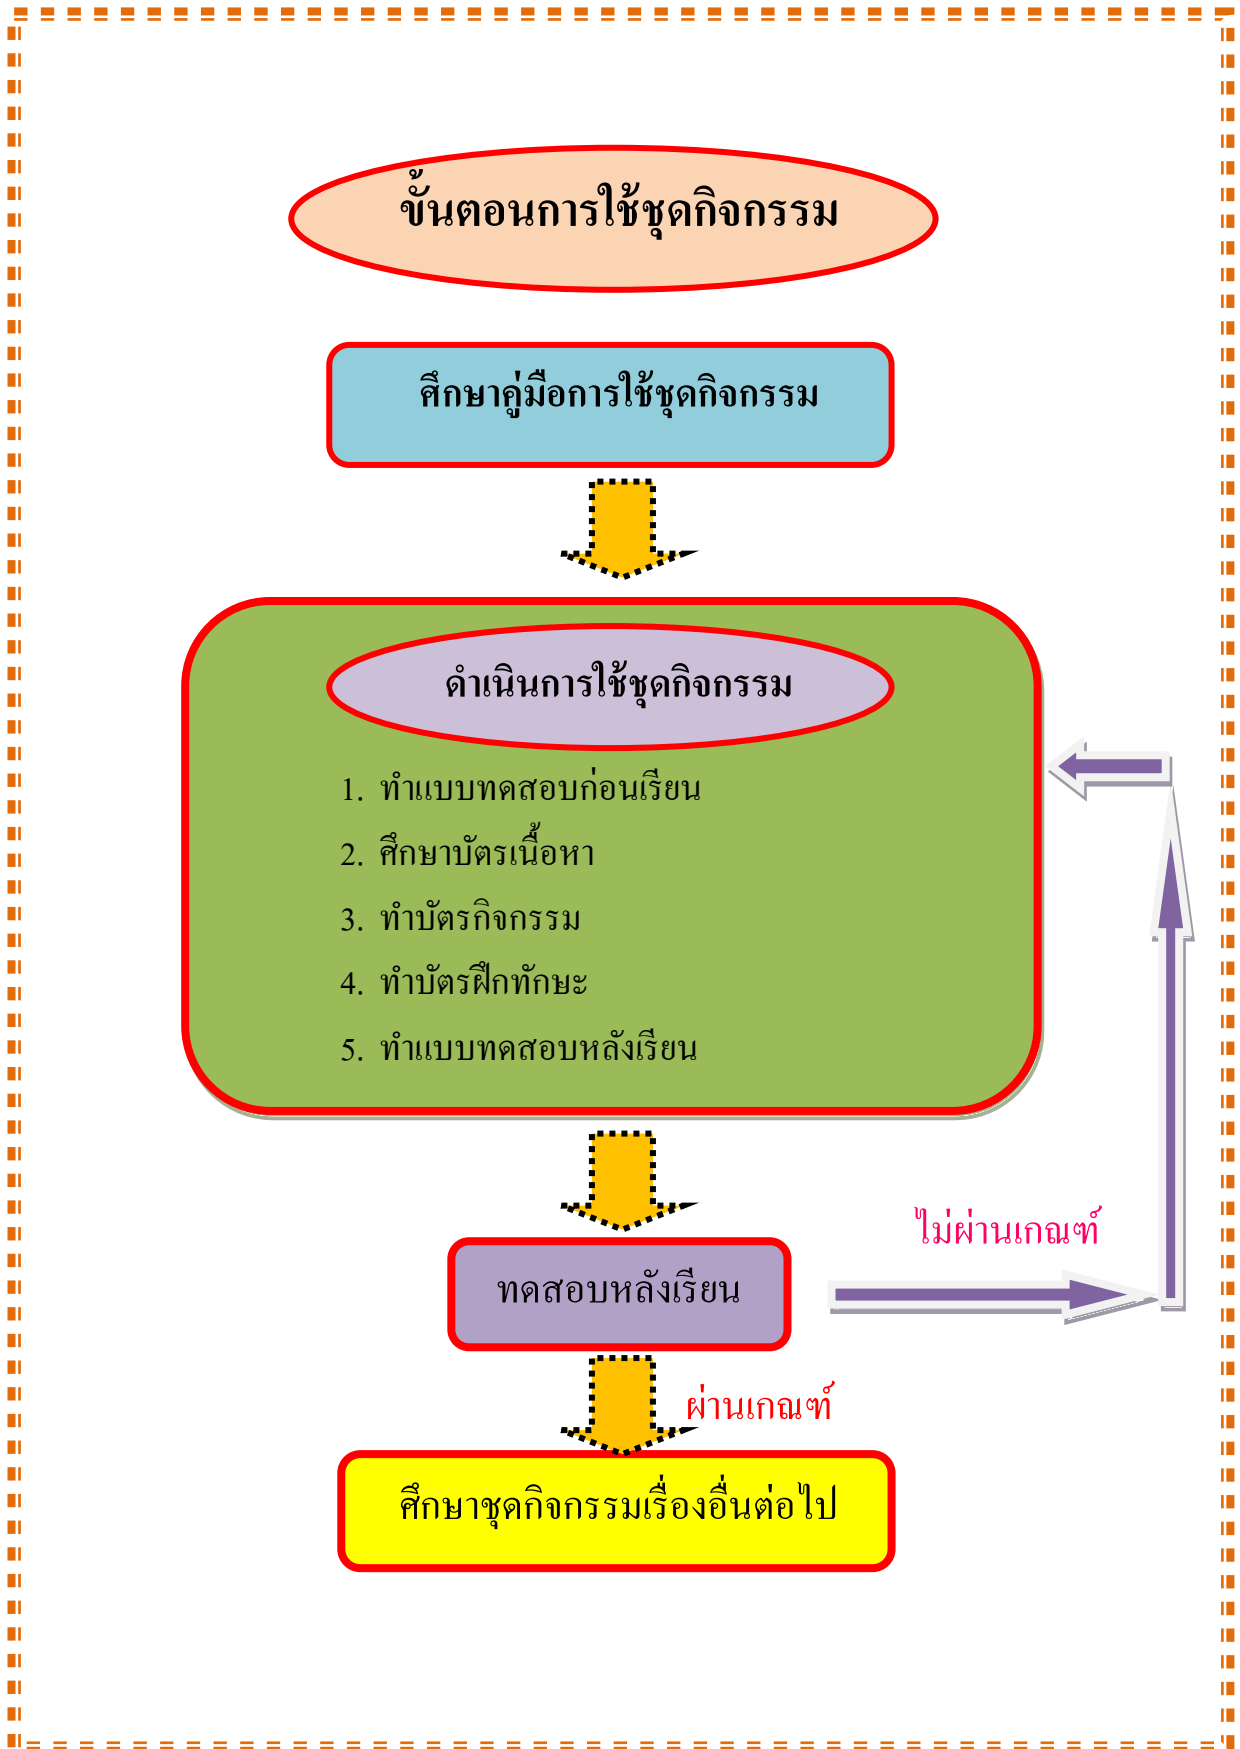 ขั้นตอนการใช้ชุดกิจกรรม
ศึกษาคู่มือการใช้ชุดกิจกรรม
ดำเนินการใช้ชุดกิจกรรม
1. ทำแบบทดสอบก่อนเรียน
2. ศึกษาบัตรเนื้อหา
3. ทำบัตรกิจกรรม
4. ทำบัตรฝึกทักษะ
5. ทำแบบทดสอบหลังเรียน
ไม่ผ่านเกณฑ์
ทดสอบหลังเรียน
ผ่านเกณฑ์
ศึกษาชุดกิจกรรมเรื่องอื่นต่อไป